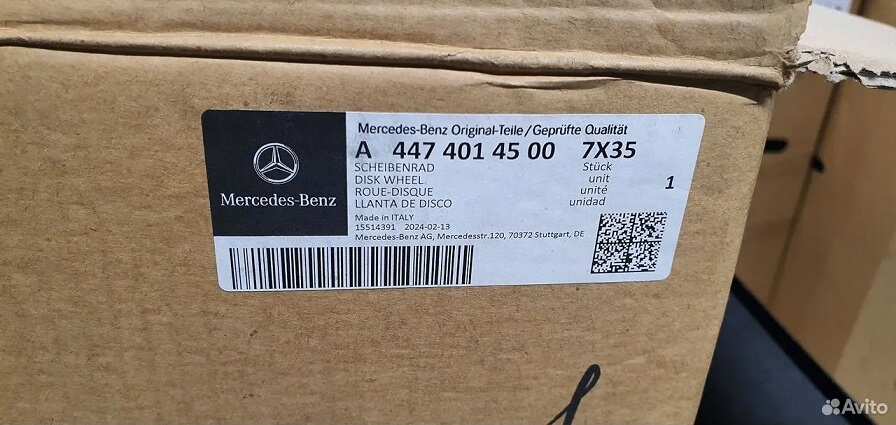 Mercedes-Benz Original-Teile/Geprüfte Qualität
A 447 401 45 00 7X35
SCHEIBENRAD Stück
DISK WHEEL unit
ROUE-DISQUE unité
LLANTA DE DISCO unidad
1
Mercedes-Benz
Made in ITALY
15514391 2024-02-13
Mercedes-Benz AG, Mercedesstr.120, 70372 Stuttgart, DE
Avito